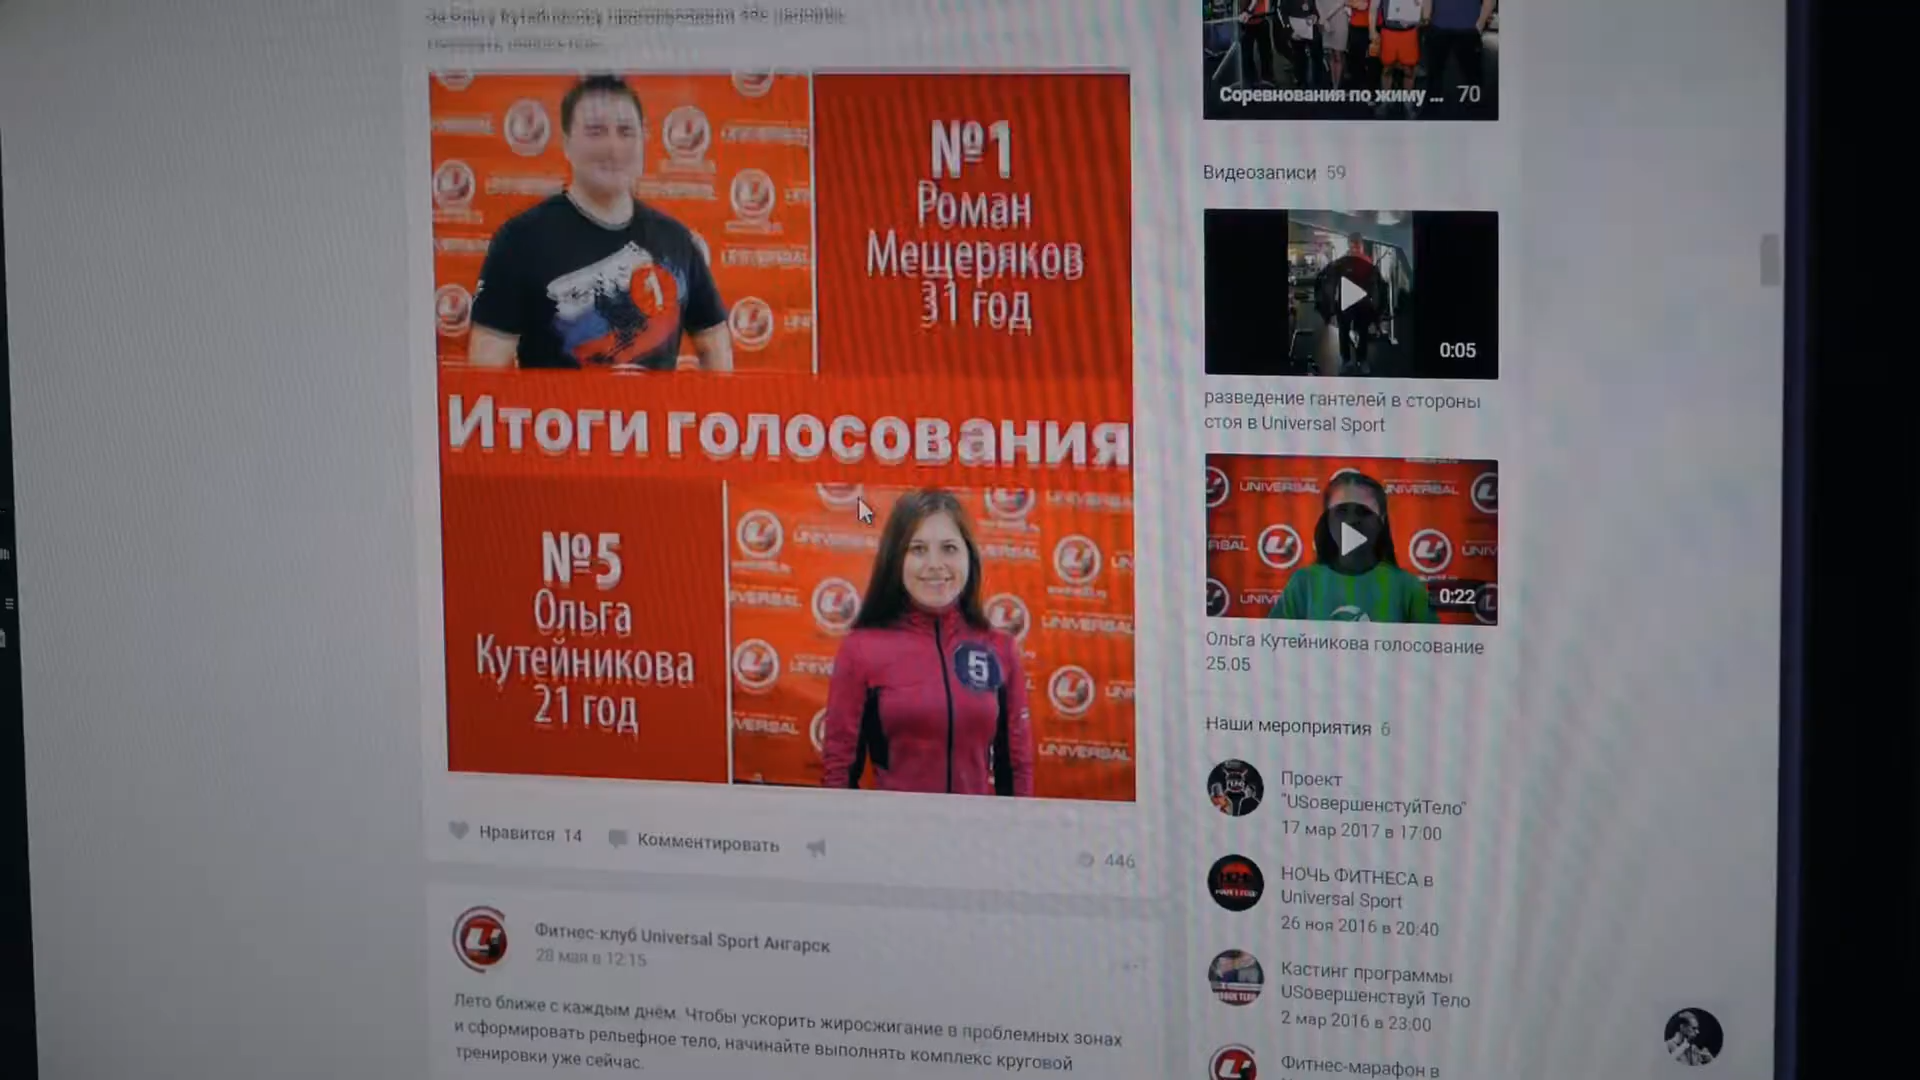 №1
Роман
Мещеряков
31 год
Итоги голосования
№5
Ольга
Кутейникова
21 год
5
1
Нравится 14
Комментировать
446
Фитнес-клуб Universal Sport Ангарск
28 мая в 12:15
Лето ближе с каждым днём. Чтобы ускорить жиросжигание в проблемных зонах
и сформировать рельефное тело, начинайте выполнять комплекс круговой
тренировки уже сейчас.
Соревнования по жиму ... 70
Видеозаписи 59
0:05
разведение гантелей в стороны
стоя в Universal Sport
UNIVERSAL
0:22
Ольга Кутейникова голосование
25.05
Наши мероприятия 6
Проект
"USовершенстуйТело"
17 мар 2017 в 17:00
НОЧЬ ФИТНЕСА в
Universal Sport
26 ноя 2016 в 20:40
Кастинг программы
USовершенствуй Тело
2 мар 2016 в 23:00
Фитнес-марафон в